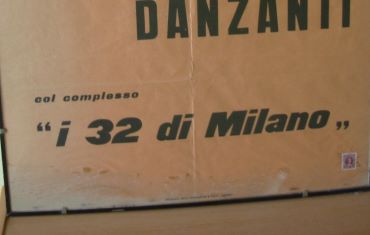 DANZANTI
col complesso
“ i 32 di Milano „